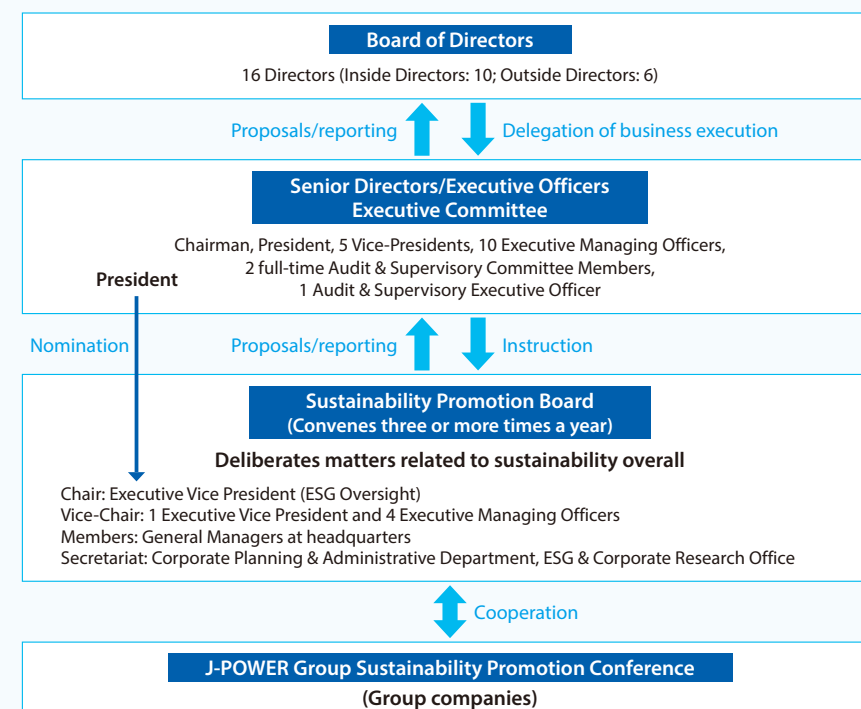 Board of Directors
16 Directors (Inside Directors: 10; Outside Directors: 6)
Proposals/reporting
Delegation of business execution
Senior Directors/Executive Officers
Executive Committee
Chairman, President, 5 Vice-Presidents, 10 Executive Managing Officers,
2 full-time Audit & Supervisory Committee Members,
1 Audit & Supervisory Executive Officer
President
Nomination
Proposals/reporting
Instruction
Sustainability Promotion Board
(Convenes three or more times a year)
Deliberates matters related to sustainability overall
Chair: Executive Vice President (ESG Oversight)
Vice-Chair: 1 Executive Vice President and 4 Executive Managing Officers
Members: General Managers at headquarters
Secretariat: Corporate Planning & Administrative Department, ESG & Corporate Research Office
Cooperation
J-POWER Group Sustainability Promotion Conference
(Group companies)